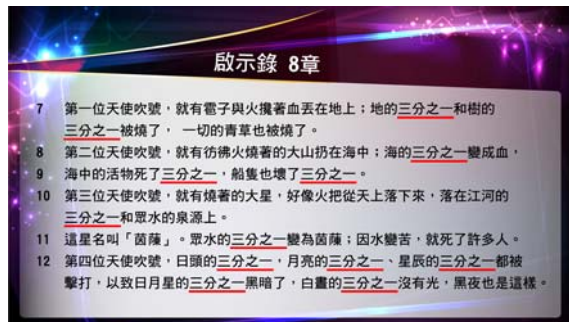 啟示錄 8章
7 第一位天使吹號,就有雹子與火攙著血丟在地上;地的三分之一和樹的
三分之一被燒了, 一切的青草也被燒了。
8 第二位天使吹號,就有彷彿火燒著的大山扔在海中;海的三分之一變成血,
9 海中的活物死了三分之一,船隻也壞了三分之一。
10 第三位天使吹號,就有燒著的大星,好像火把從天上落下來,落在江河的
三分之一和眾水的泉源上。
11 這星名叫「茵蔯」。眾水的三分之一變為茵蔯;因水變苦,就死了許多人。
12 第四位天使吹號,日頭的三分之一,月亮的三分之一、星辰的三分之一都被
擊打,以致日月星的三分之一黑暗了,白晝的三分之一沒有光,黑夜也是這樣。